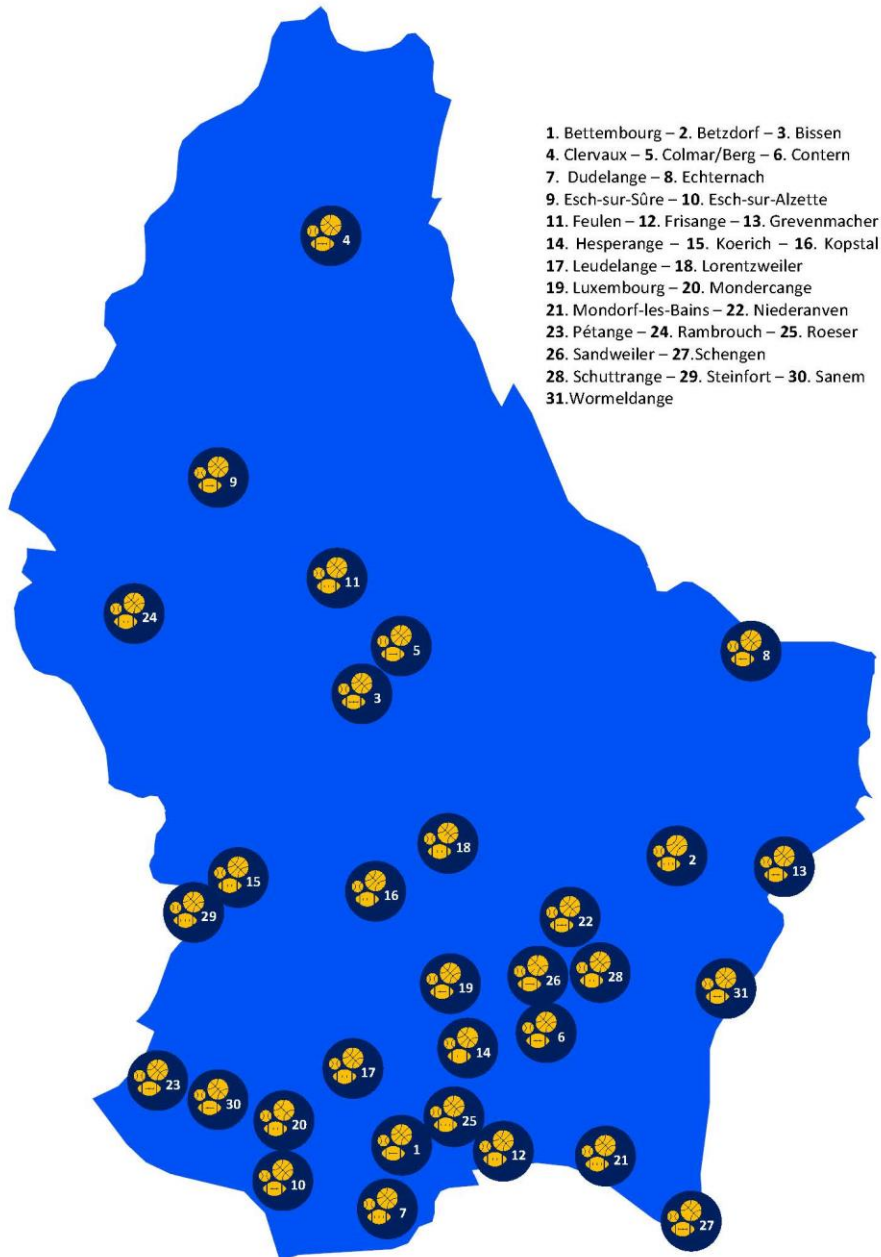 1. Bettembourg – 2. Betzdorf – 3. Bissen
4. Clervaux – 5. Colmar/Berg – 6. Contern
7. Dudelange – 8. Echternach
9. Esch-sur-Sûre – 10. Esch-sur-Alzette
11. Feulen – 12. Frisange – 13. Grevenmacher
14. Hesperange – 15. Koerich – 16. Kopstal
17. Leudelange – 18. Lorentzweiler
19. Luxembourg – 20. Mondercange
21. Mondorf-les-Bains – 22. Niederanven
23. Pétange – 24. Rambrouch – 25. Roeser
26. Sandweiler – 27.Schengen
28. Schuttrange – 29. Steinfort – 30. Sanem
31.Wormeldange
4
9
11
24
5
8
3
18
2
13
15
16
29
22
19
26
28
31
6
14
17
23
30
20
25
1
12
21
10
7
27